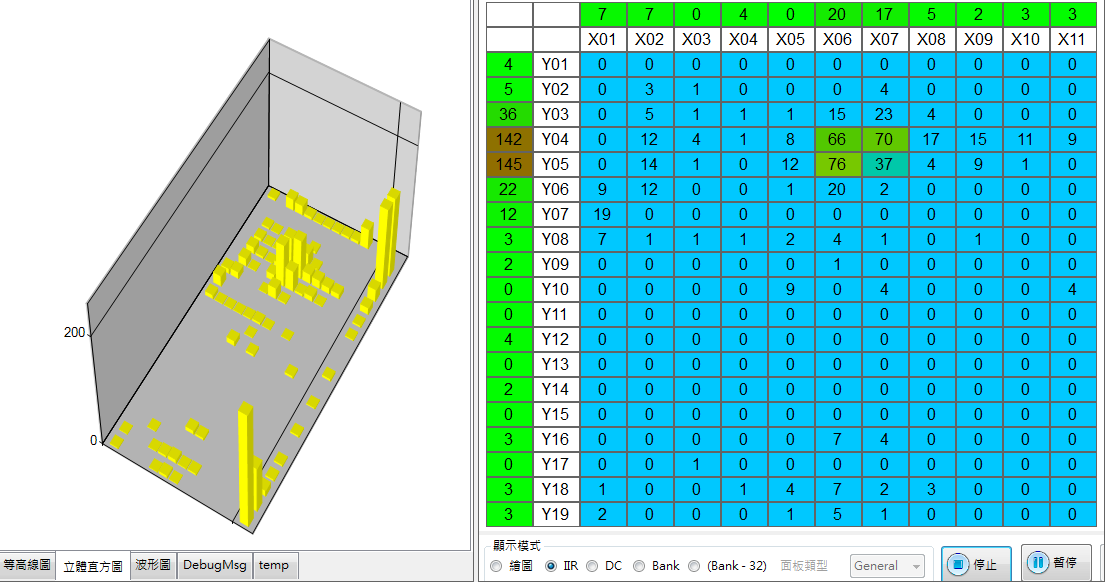 200
0
等高線圖 立體直方圖 波形圖 DebugMsg temp
7 7 0 4 0 20 17 5 2 3 3
X01 X02 X03 X04 X05 X06 X07 X08 X09 X10 X11
4 Y01 0 0 0 0 0 0 0 0 0 0 0
5 Y02 0 3 1 0 0 0 4 0 0 0 0
36 Y03 0 5 1 1 1 15 23 4 0 0 0
142 Y04 0 12 4 1 8 66 70 17 15 11 9
145 Y05 0 14 1 0 12 76 37 4 9 1 0
22 Y06 9 12 0 0 1 20 2 0 0 0 0
12 Y07 19 0 0 0 0 0 0 0 0 0 0
3 Y08 7 1 1 1 2 4 1 0 1 0 0
2 Y09 0 0 0 0 0 1 0 0 0 0 0
0 Y10 0 0 0 0 9 0 4 0 0 0 4
0 Y11 0 0 0 0 0 0 0 0 0 0 0
4 Y12 0 0 0 0 0 0 0 0 0 0 0
0 Y13 0 0 0 0 0 0 0 0 0 0 0
2 Y14 0 0 0 0 0 0 0 0 0 0 0
0 Y15 0 0 0 0 0 0 0 0 0 0 0
3 Y16 0 0 0 0 0 7 4 0 0 0 0
0 Y17 0 0 1 0 0 0 0 0 0 0 0
3 Y18 1 0 0 1 4 7 2 3 0 0 0
3 Y19 2 0 0 0 1 5 1 0 0 0 0
顯示模式
繪圖 IIR DC Bank (Bank - 32) 面板類型 General 停止 暫停